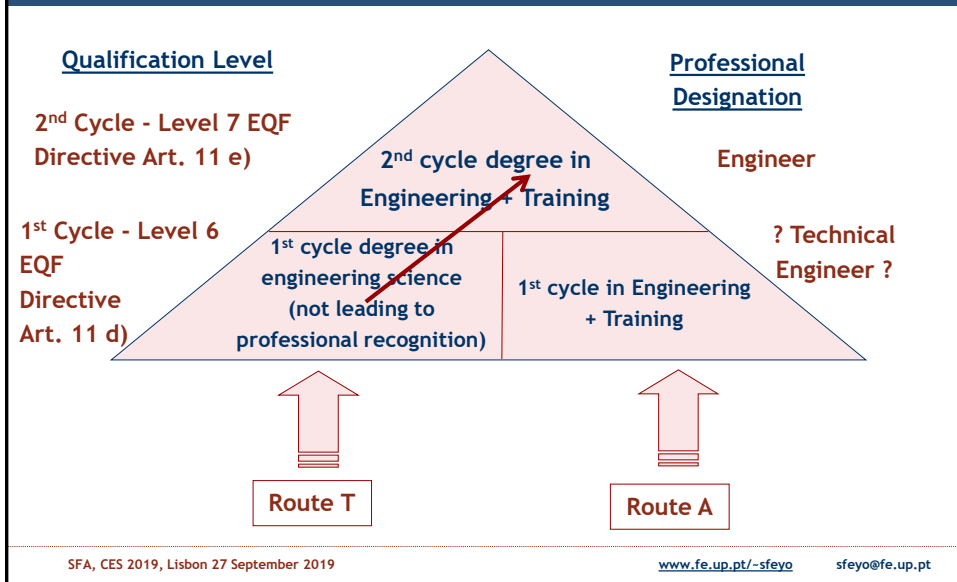 Qualification Level
2nd Cycle - Level 7 EQF
Directive Art. 11 e)
1st Cycle - Level 6
EQF
Directive
Art. 11 d)
2nd cycle degree in
Engineering + Training
1st cycle degree in
engineering science
(not leading to
professional recognition)
1st cycle in Engineering
+ Training
Professional
Designation
Engineer
? Technical
Engineer ?
Route T
Route A
SFA, CES 2019, Lisbon 27 September 2019
www.fe.up.pt/~sfeyo
sfeyo@fe.up.pt